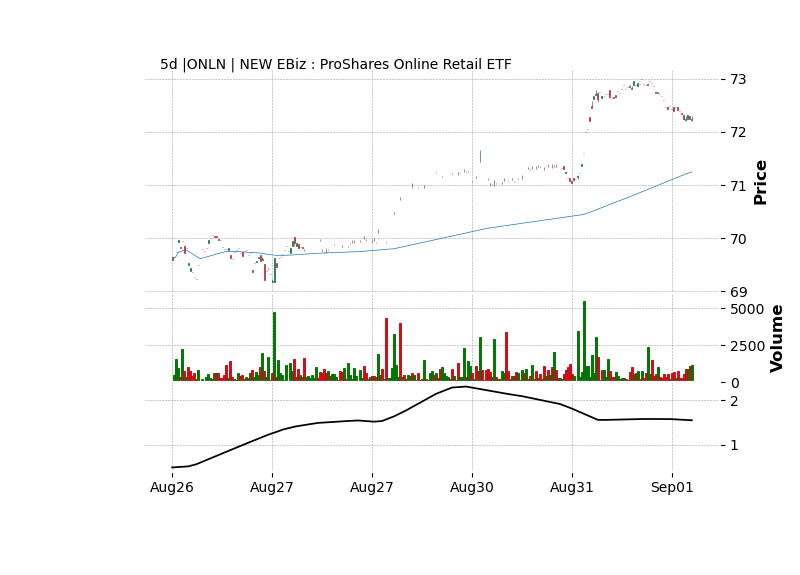 5d |ONLN | NEW EBiz : ProShares Online Retail ETF
73
72
71
70
69
Price
5000
2500
0
Volume
2
1
Aug26 Aug27 Aug27 Aug30 Aug31 Sep01